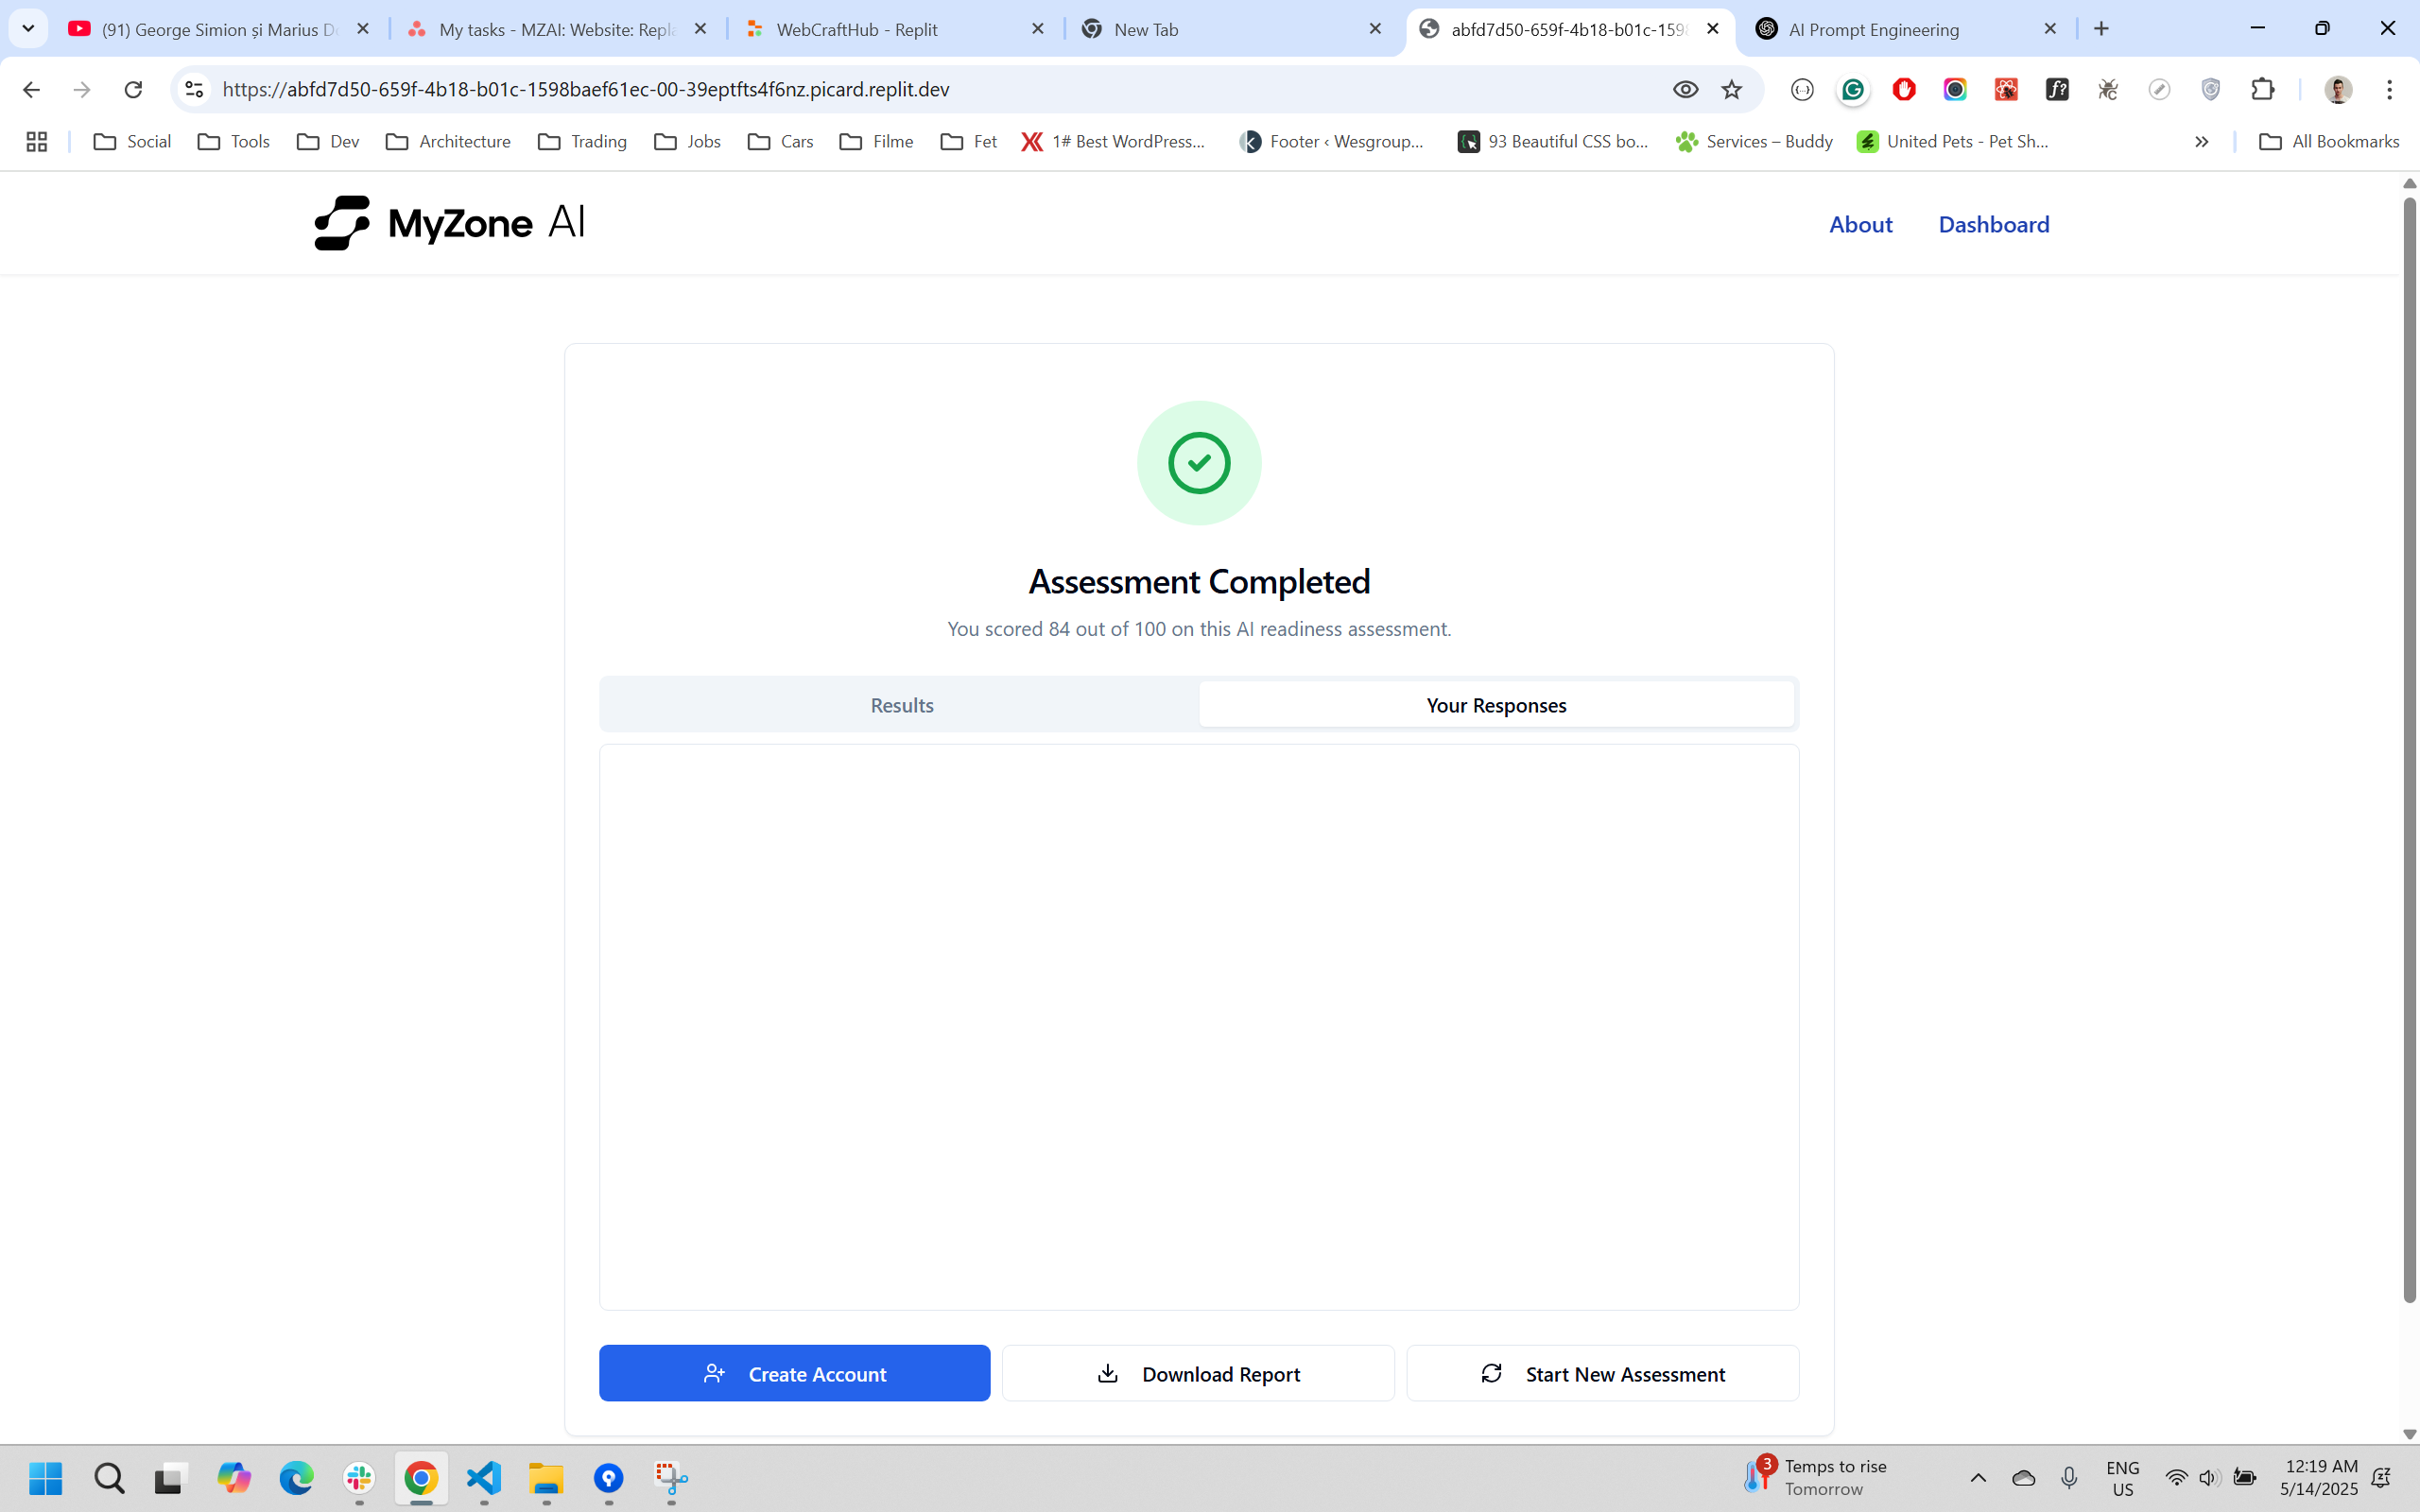 (91) George Simion și Marius D
My tasks - MZAI: Website: Repla
WebCraftHub - Replit
New Tab
abfd7d50-659f-4b18-b01c-159
AI Prompt Engineering
https://abfd7d50-659f-4b18-b01c-1598baef61ec-00-39eptfts4f6nz.picard.replit.dev
Social
Tools
Dev
Architecture
Trading
Jobs
Cars
Filme
Fet
1# Best WordPress...
Footer ‹ Wesgroup...
93 Beautiful CSS bo...
Services – Buddy
United Pets - Pet Sh...
All Bookmarks
MyZone AI
About
Dashboard
Assessment Completed
You scored 84 out of 100 on this AI readiness assessment.
Results
Your Responses
Create Account
Download Report
Start New Assessment
3
Temps to rise
Tomorrow
ENG
US
12:19 AM
5/14/2025